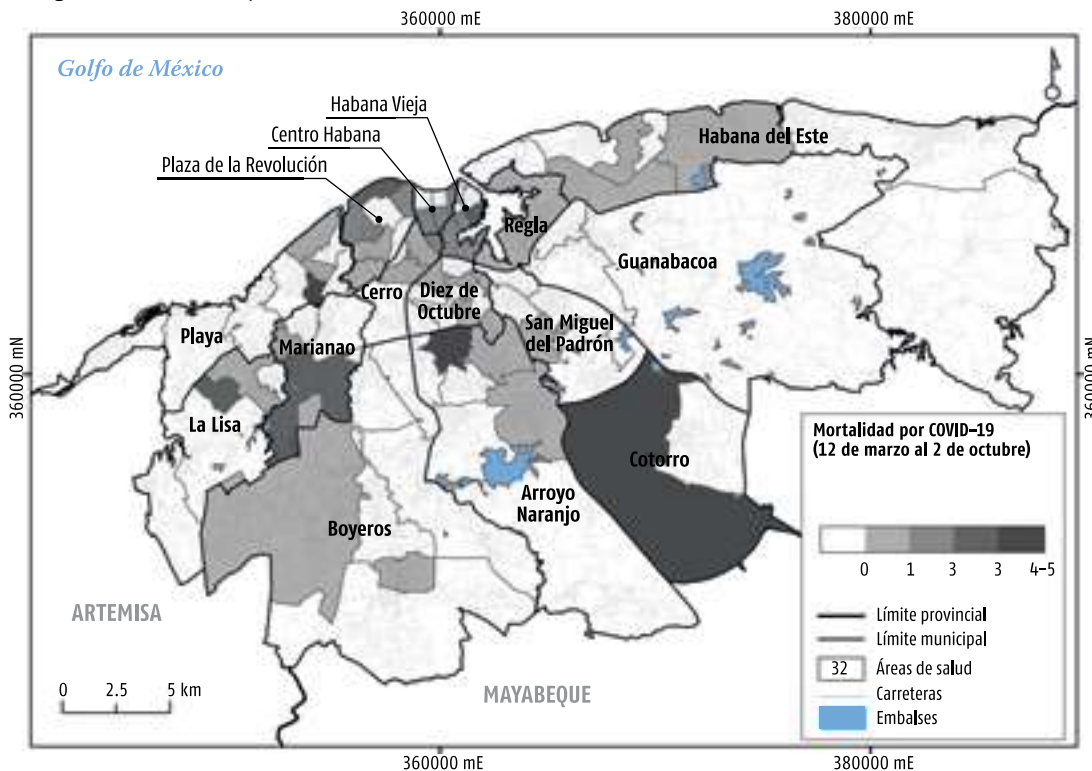 360000 mE
380000 mE
Golfo de México
Habana Vieja
Centro Habana
Plaza de la Revolución
Habana del Este
Regla
Guanabacoa
Cerro
Diez de
Octubre
San Miguel
del Padrón
Playa
Marianao
360000 mN
360000 mN
La Lisa
Cotorro
Arroyo
Naranjo
Boyeros
ARTEMISA
MAYABEQUE
0 2.5 5 km
Mortalidad por COVID–19
(12 de marzo al 2 de octubre)
0 1 3 3 4–5
Límite provincial
Límite municipal
32 Áreas de salud
Carreteras
Embalses
360000 mE
380000 mE